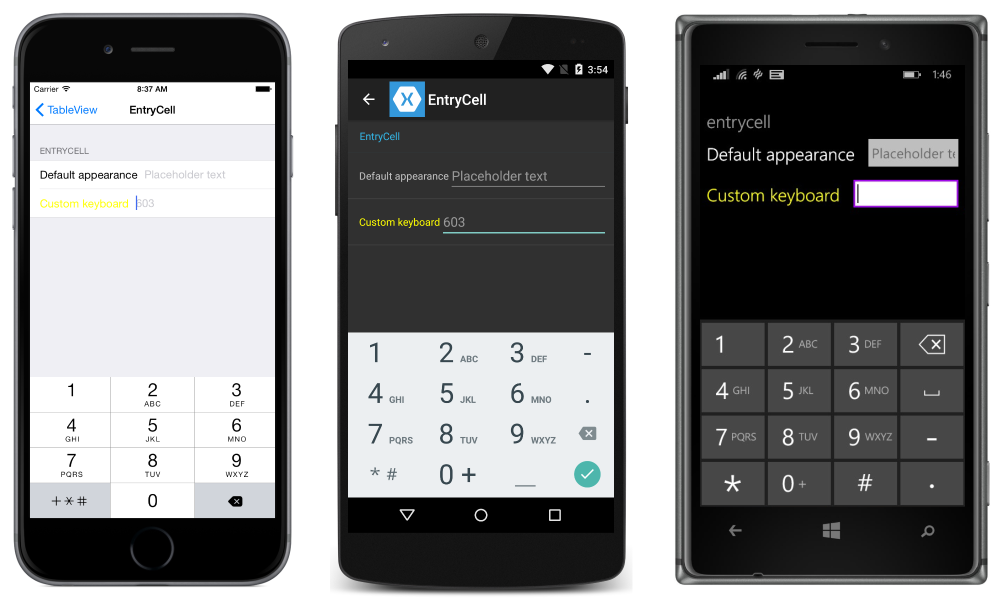 Carrier 8:37 AM
TableView EntryCell
ENTRYCELL
Default appearance Placeholder text
Custom keyboard 603
1 2 ABC 3 DEF
4 GHI 5 JKL 6 MNO
7 PQRS 8 TUV 9 WXYZ
+*# 0
3:54
EntryCell
EntryCell
Default appearance Placeholder text
Custom keyboard 603
1 2 ABC 3 DEF -
4 GHI 5 JKL 6 MNO .
7 PQRS 8 TUV 9 WXYZ
* # 0 + _
1:46
entrycell
Default appearance Placeholder t
Custom keyboard
1 2 ABC 3 DEF
4 GHI 5 JKL 6 MNO
7 PQRS 8 TUV 9 WXYZ -
* 0 + # .